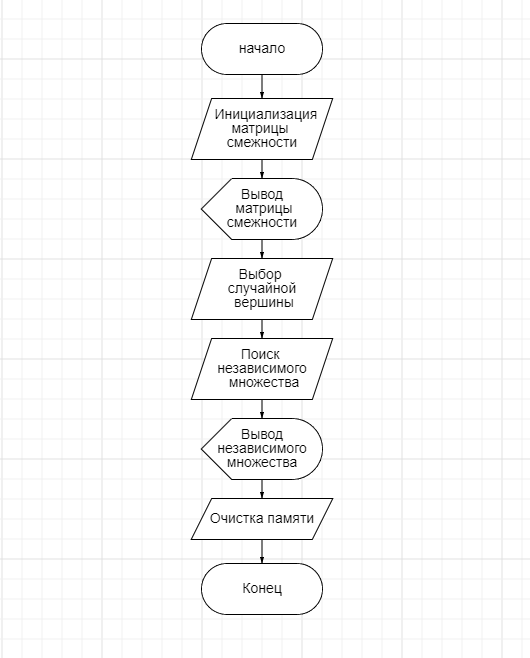 начало
Инициализация
матрицы
смежности
Вывод
матрицы
смежности
Выбор
случайной
вершины
Поиск
независимого
множества
Вывод
независимого
множества
Очистка памяти
Конец